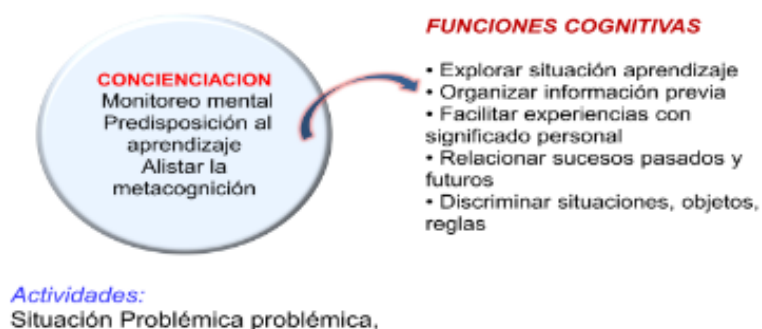 CONCIENCIACION
Monitoreo mental
Predisposición al
aprendizaje
Alistar la
metacognición
FUNCIONES COGNITIVAS
• Explorar situación aprendizaje
• Organizar información previa
• Facilitar experiencias con
significado personal
• Relacionar sucesos pasados y
futuros
• Discriminar situaciones, objetos,
reglas
Actividades:
Situación Problémica problémica,